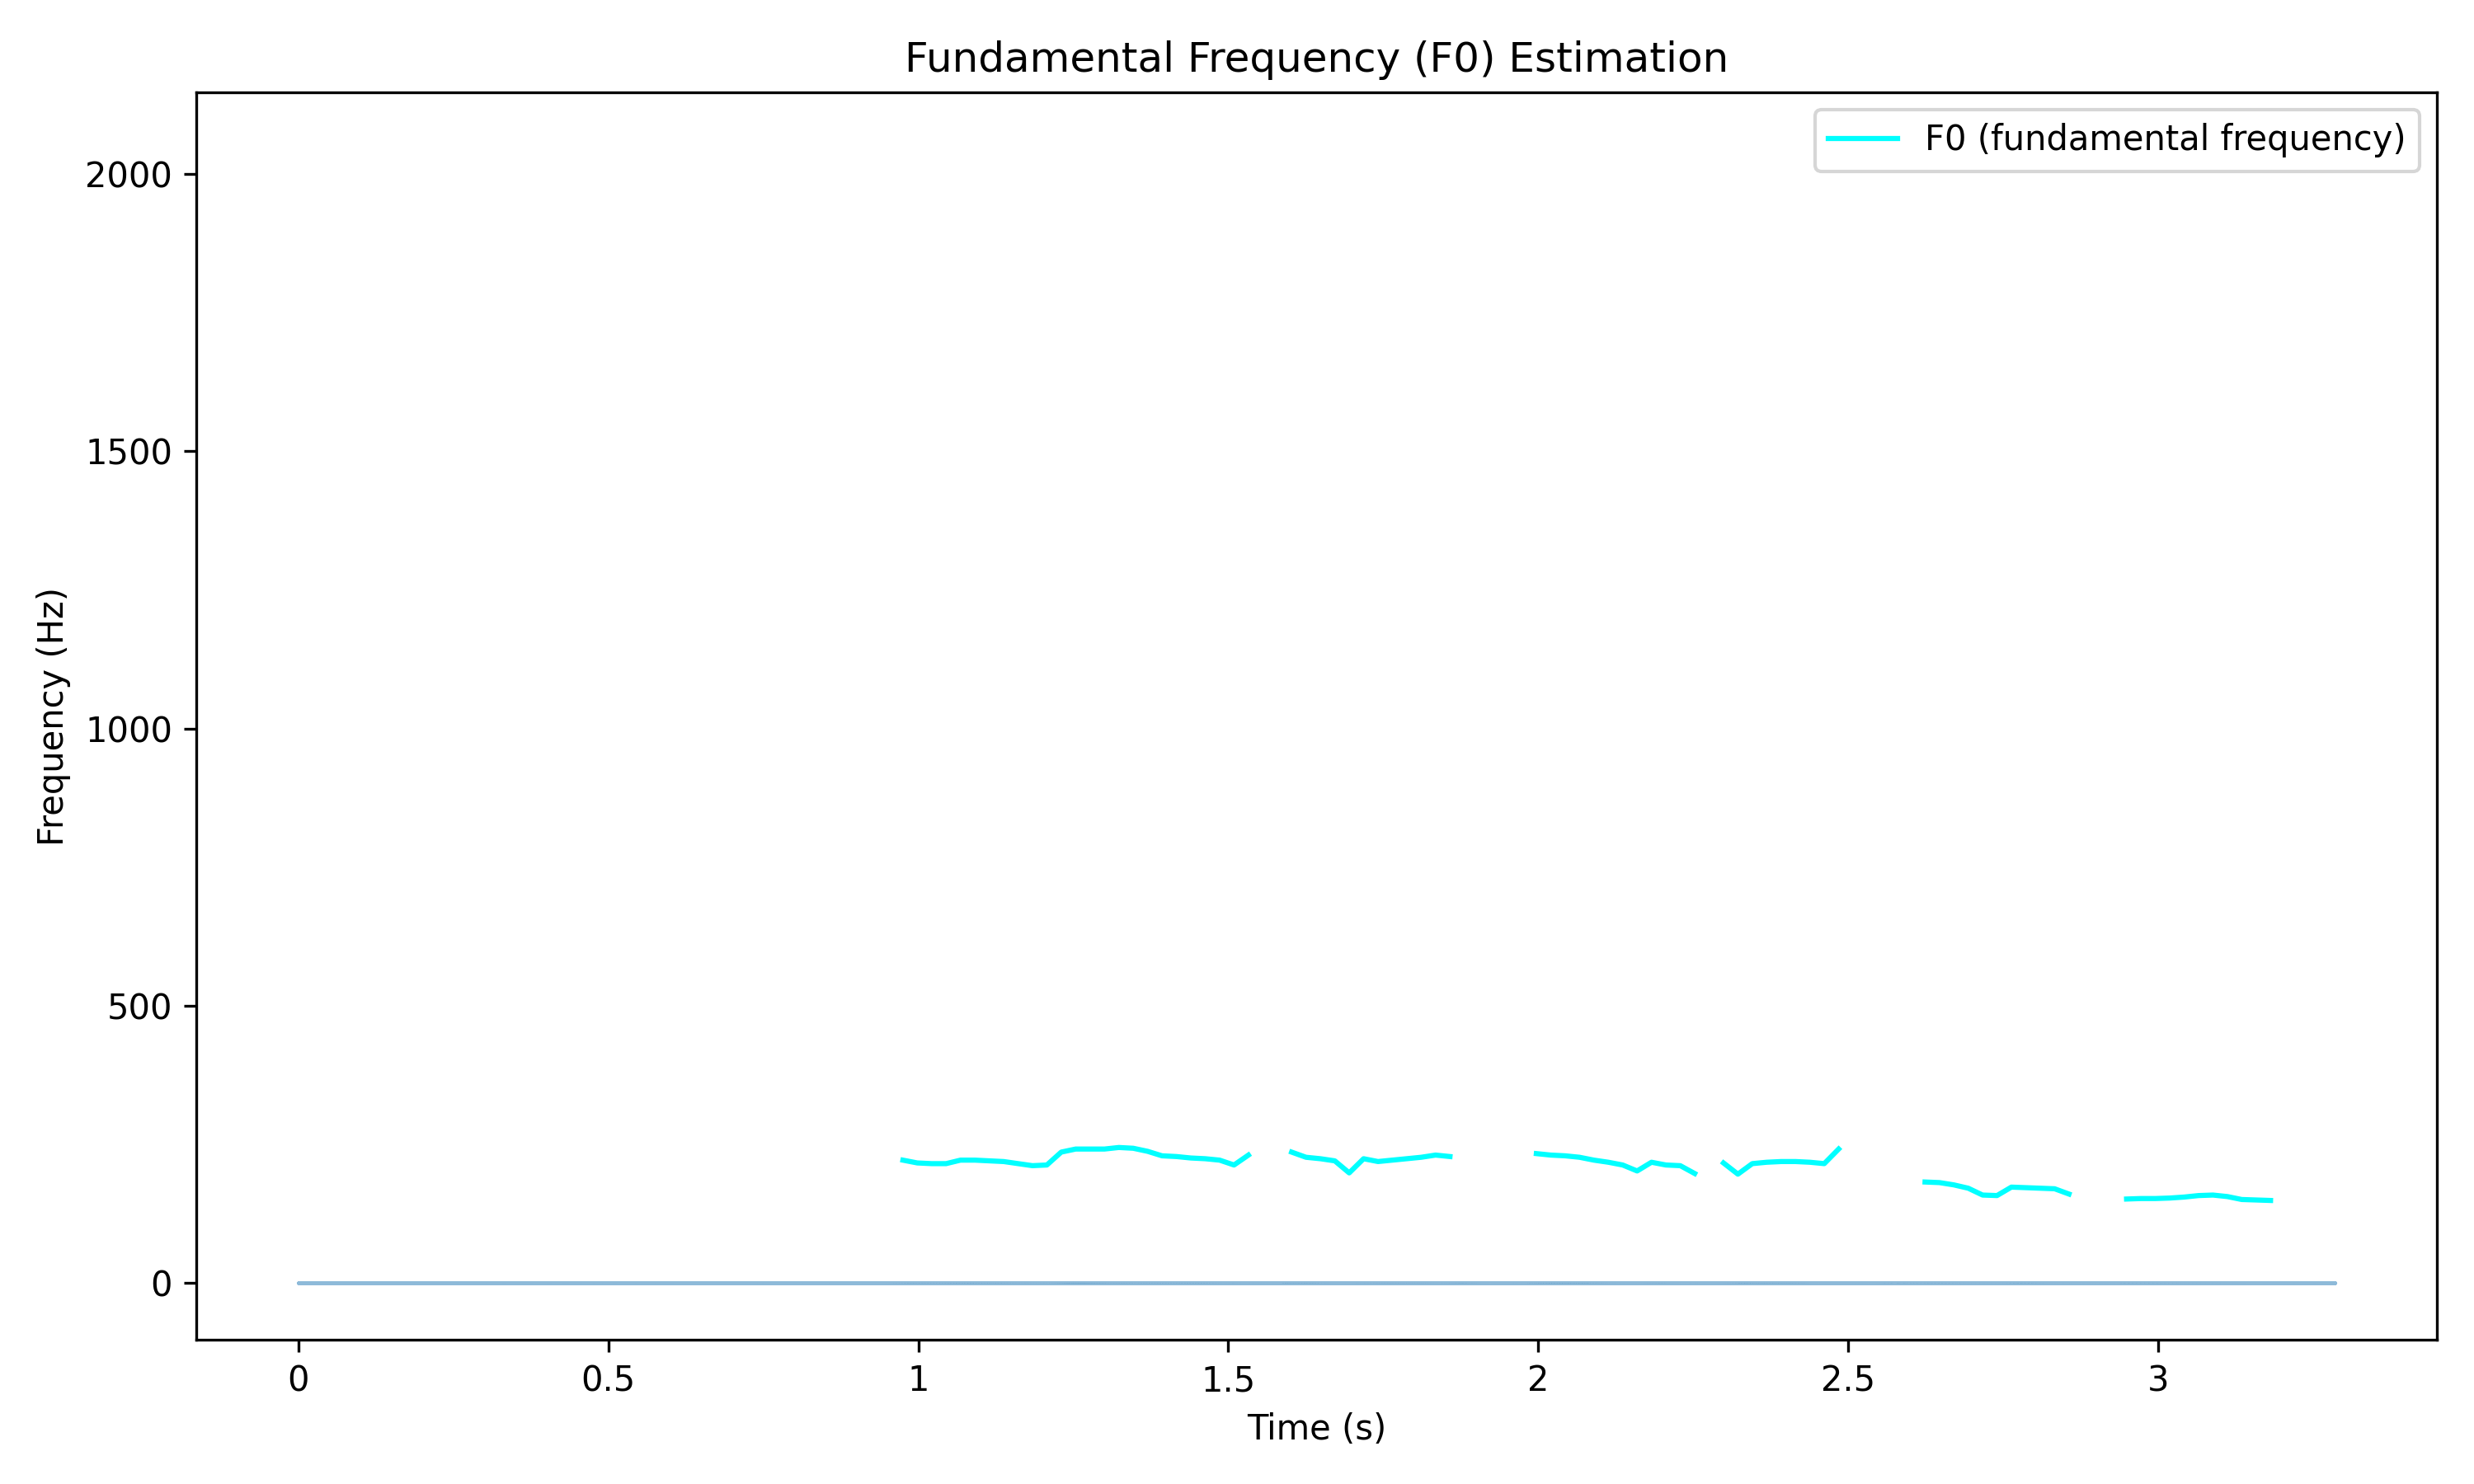 Fundamental Frequency (F0) Estimation
F0 (fundamental frequency)
2000
1500
1000
500
0
Frequency (Hz)
0 0.5 1 1.5 2 2.5 3
Time (s)